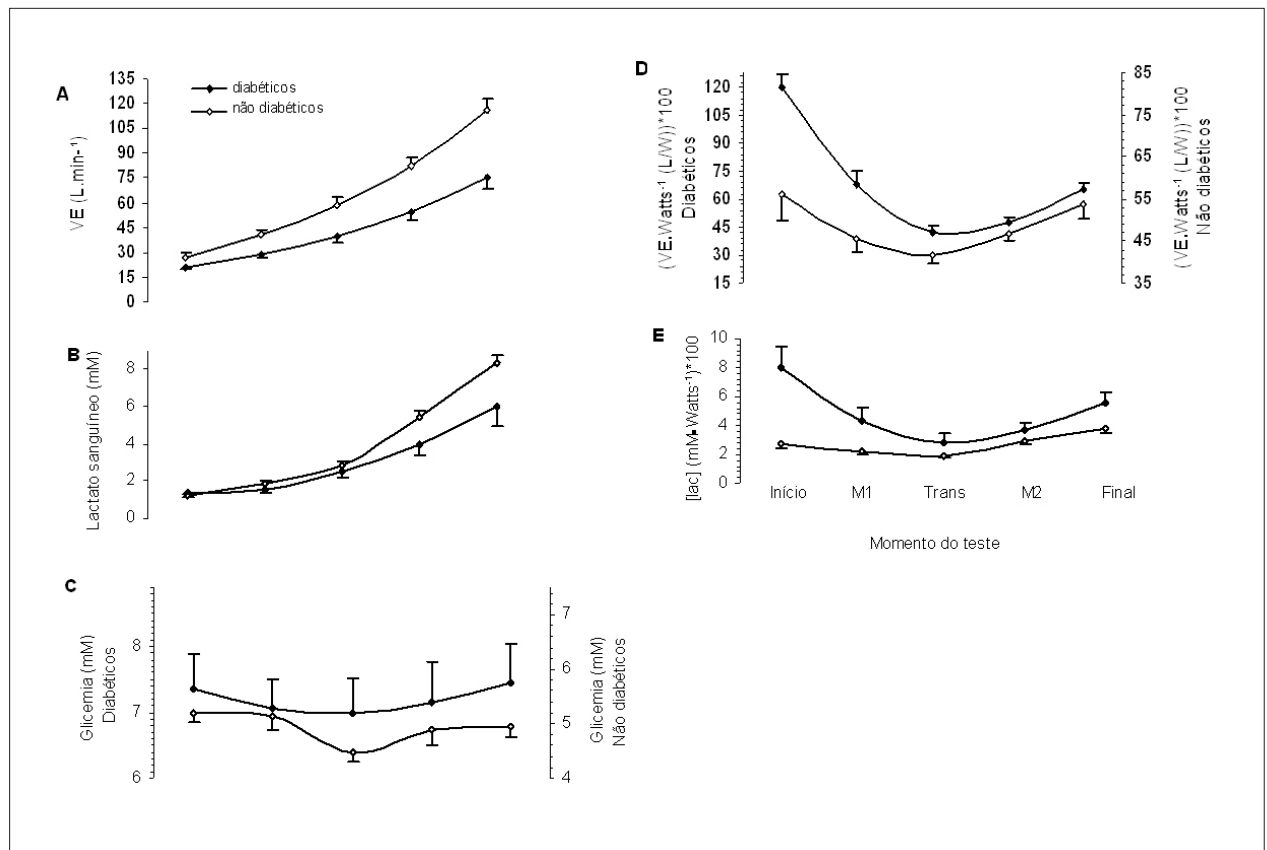 A
VE (L.min-¹)
135
120
105
90
75
60
45
30
15
0
diabéticos
não diabéticos
B
Lactato sanguíneo (mM)
8
6
4
2
0
C
Glicemia (mM)
Diabéticos
8
7
6
7
6
5
4
Glicemia (mM)
Não diabéticos
D
(VE.Watts-¹ (L/W))*100
Diabéticos
120
105
90
75
60
45
30
15
85
75
65
55
45
35
(VE.Watts-¹ (L/W))*100
Não diabéticos
E
[lac] (mM-Watts-¹)*100
10
8
6
4
2
0
Início M1 Trans M2 Final
Momento do teste